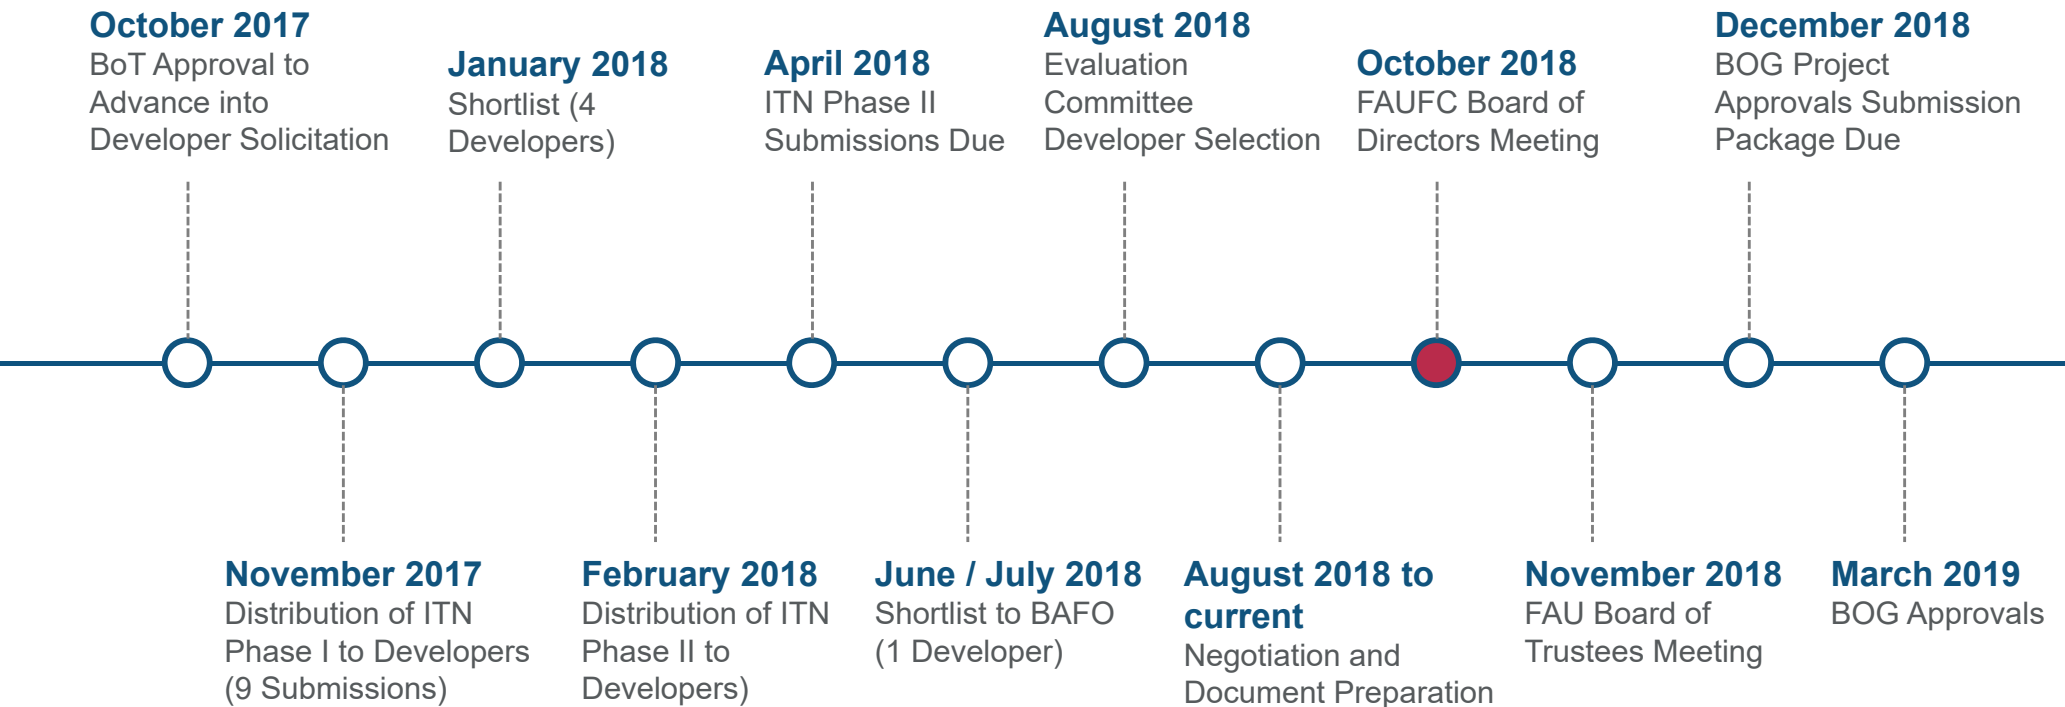 October 2017
BoT Approval to
Advance into
Developer Solicitation
January 2018
Shortlist (4
Developers)
April 2018
ITN Phase II
Submissions Due
August 2018
Evaluation
Committee
Developer Selection
October 2018
FAUFC Board of
Directors Meeting
December 2018
BOG Project
Approvals Submission
Package Due
November 2017
Distribution of ITN
Phase I to Developers
(9 Submissions)
February 2018
Distribution of ITN
Phase II to
Developers)
June / July 2018
Shortlist to BAFO
(1 Developer)
August 2018 to
current
Negotiation and
Document Preparation
November 2018
FAU Board of
Trustees Meeting
March 2019
BOG Approvals